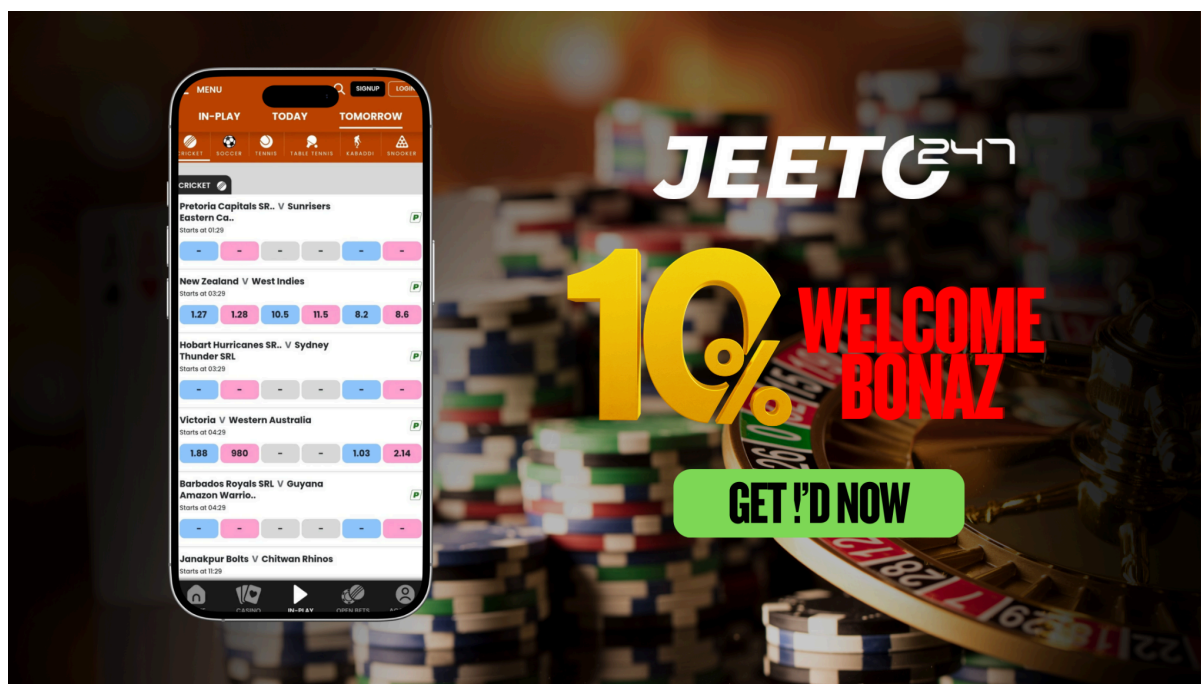 MENU
SIGNUP
LOGIN
IN-PLAY TODAY TOMORROW
CRICKET SOCCER TENNIS TABLE TENNIS KABADDI SNOOKER
CRICKET
Pretoria Capitals SR.. V Sunrisers
Eastern Ca..
P
Starts at 01:29
- - - - - -
New Zealand V West Indies
P
Starts at 03:29
1.27 1.28 10.5 11.5 8.2 8.6
Hobart Hurricanes SR.. V Sydney
Thunder SRL
P
Starts at 03:29
- - - - - -
Victoria V Western Australia
P
Starts at 04:29
1.88 980 - - 1.03 2.14
Barbados Royals SRL V Guyana
Amazon Warrio..
P
Starts at 04:29
- - - - - -
Janakpur Bolts V Chitwan Rhinos
Starts at 11:29
CASINO IN-PLAY OPEN BETS
JEETO247
10%
WELCOME
BONAZ
GET !'D NOW